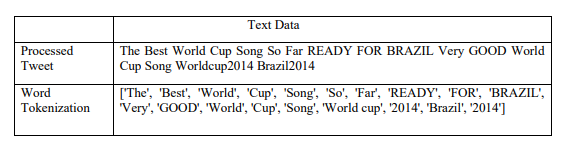 Text Data
Processed Tweet
The Best World Cup Song So Far READY FOR BRAZIL Very GOOD World
Cup Song Worldcup2014 Brazil2014
Word Tokenization
['The', 'Best', 'World', 'Cup', 'Song', 'So', 'Far', 'READY', 'FOR', 'BRAZIL',
'Very', 'GOOD', 'World', 'Cup', 'Song', 'World cup', '2014', 'Brazil', '2014']